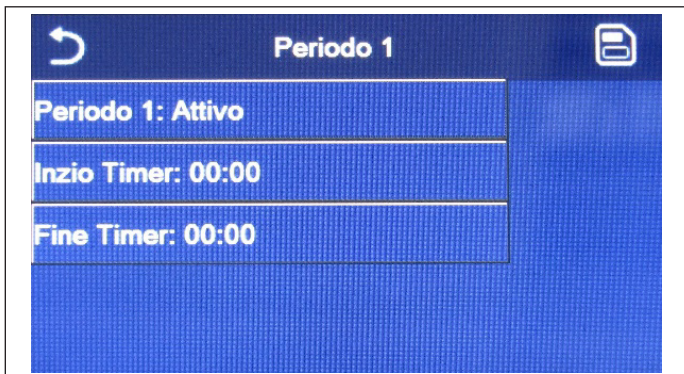 Periodo 1
Periodo 1: Attivo
Inzio Timer: 00:00
Fine Timer: 00:00